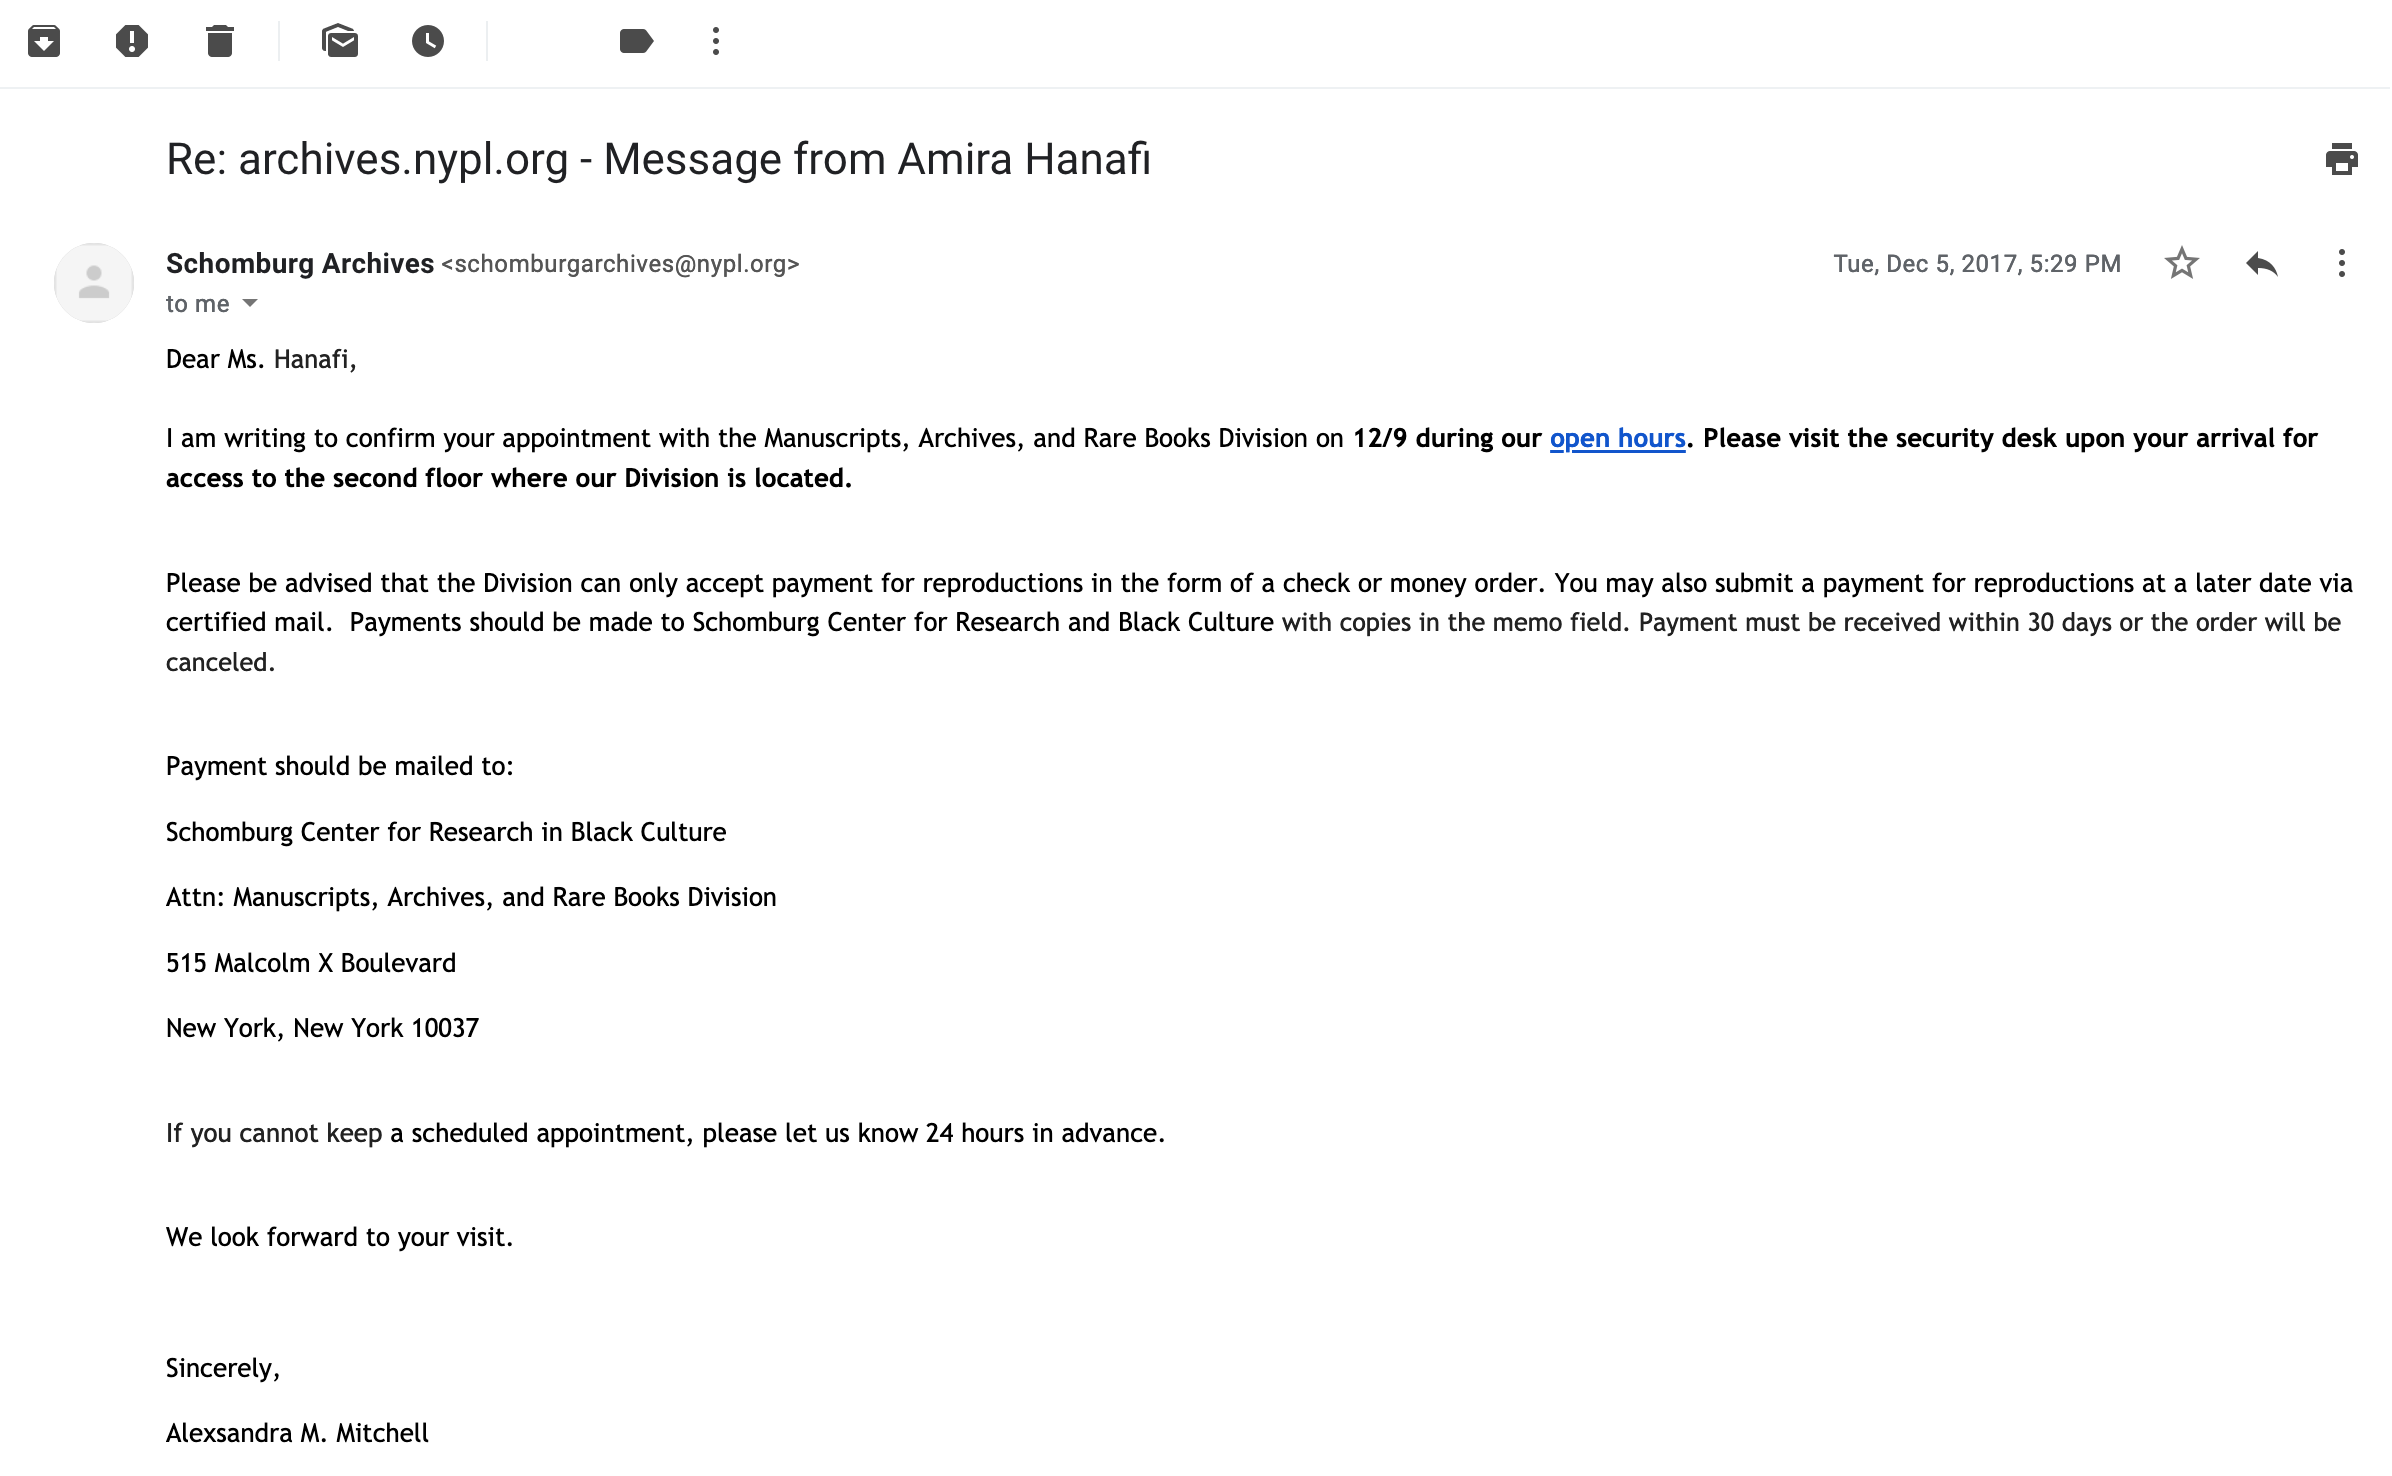 Re: archives.nypl.org - Message from Amira Hanafi
Schomburg Archives <schomburgarchives@nypl.org>
Tue, Dec 5, 2017, 5:29 PM
to me
Dear Ms. Hanafi,
I am writing to confirm your appointment with the Manuscripts, Archives, and Rare Books Division on 12/9 during our open hours. Please visit the security desk upon your arrival for
access to the second floor where our Division is located.
Please be advised that the Division can only accept payment for reproductions in the form of a check or money order. You may also submit a payment for reproductions at a later date via
certified mail.  Payments should be made to Schomburg Center for Research and Black Culture with copies in the memo field. Payment must be received within 30 days or the order will be
canceled.
Payment should be mailed to:
Schomburg Center for Research in Black Culture
Attn: Manuscripts, Archives, and Rare Books Division
515 Malcolm X Boulevard
New York, New York 10037
If you cannot keep a scheduled appointment, please let us know 24 hours in advance.
We look forward to your visit.
Sincerely,
Alexsandra M. Mitchell